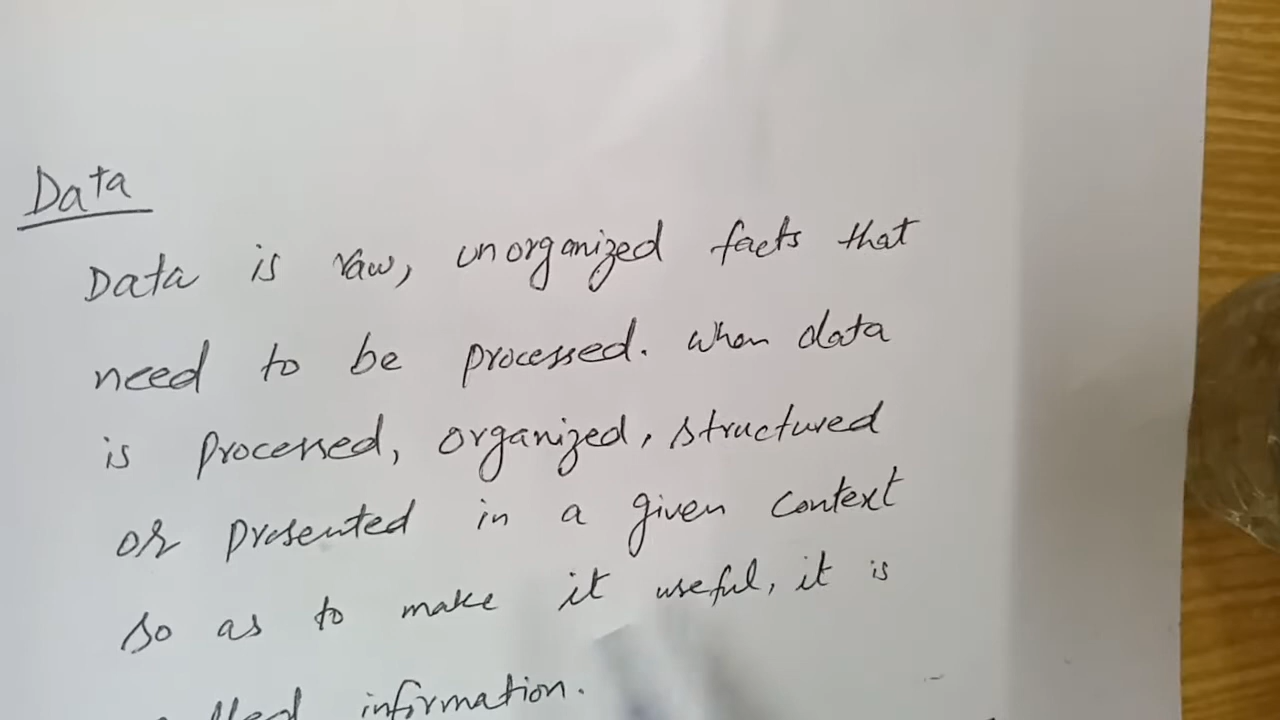 Data
Data is raw, unorganized facts that
need to be processed. when data
is processed, organized, structured
or presented in a given context
so as to make it useful, it is
information.